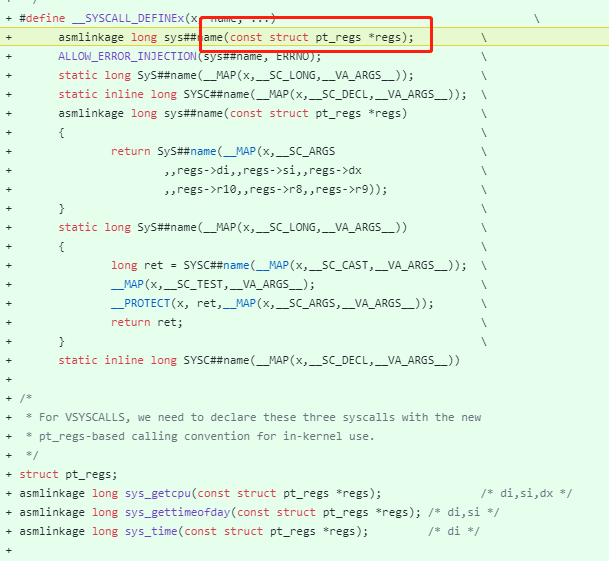 + #define __SYSCALL_DEFINEx(x, name, ...) \
+ asmlinkage long sys##name(const struct pt_regs *regs); \
+ ALLOW_ERROR_INJECTION(sys##name, ERRNO); \
+ static long SyS##name(__MAP(x,__SC_LONG,__VA_ARGS__)); \
+ static inline long SYSC##name(__MAP(x,__SC_DECL,__VA_ARGS__)); \
+ asmlinkage long sys##name(const struct pt_regs *regs) \
+ { \
+ return SyS##name(__MAP(x,__SC_ARGS \
+ ,,regs->di,,regs->si,,regs->dx \
+ ,,regs->r10,,regs->r8,,regs->r9)); \
+ } \
+ static long SyS##name(__MAP(x,__SC_LONG,__VA_ARGS__)) \
+ { \
+ long ret = SYSC##name(__MAP(x,__SC_CAST,__VA_ARGS__)); \
+ __MAP(x,__SC_TEST,__VA_ARGS__); \
+ __PROTECT(x, ret,__MAP(x,__SC_ARGS,__VA_ARGS__)); \
+ return ret; \
+ } \
+ static inline long SYSC##name(__MAP(x,__SC_DECL,__VA_ARGS__))
+
+ /*
+ * For VSYSCALLS, we need to declare these three syscalls with the new
+ * pt_regs-based calling convention for in-kernel use.
+ */
+ struct pt_regs;
+ asmlinkage long sys_getcpu(const struct pt_regs *regs); /* di,si,dx */
+ asmlinkage long sys_gettimeofday(const struct pt_regs *regs); /* di,si */
+ asmlinkage long sys_time(const struct pt_regs *regs); /* di */
+